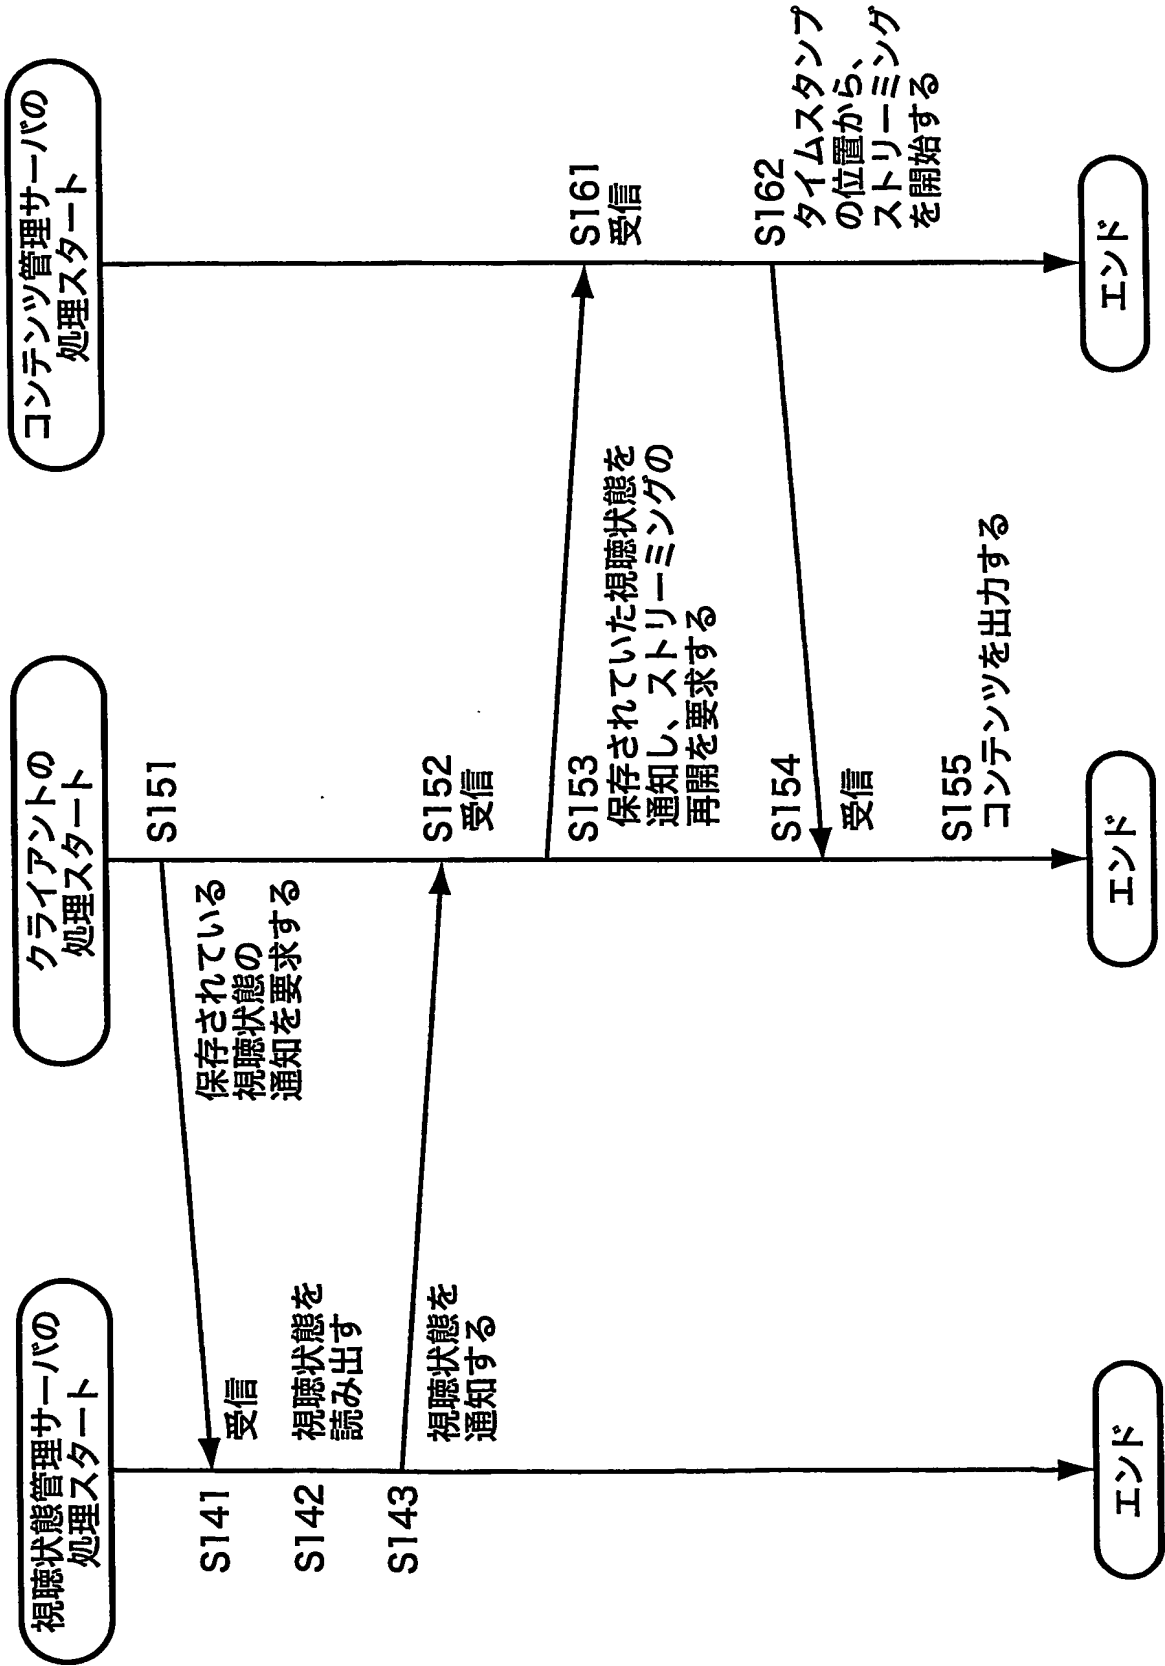 視聴状態管理サーバの
処理スタート
S141
受信
S142
視聴状態を
読み出す
S143
視聴状態を
通知する
エンド
クライアントの
処理スタート
S151
保存されている
視聴状態の
通知を要求する
S152
受信
S153
保存されていた視聴状態を
通知し、ストリーミングの
再開を要求する
S154
受信
S155
コンテンツを出力する
エンド
コンテンツ管理サーバの
処理スタート
S161
受信
S162
タイムスタンプ
の位置から、
ストリーミング
を開始する
エンド